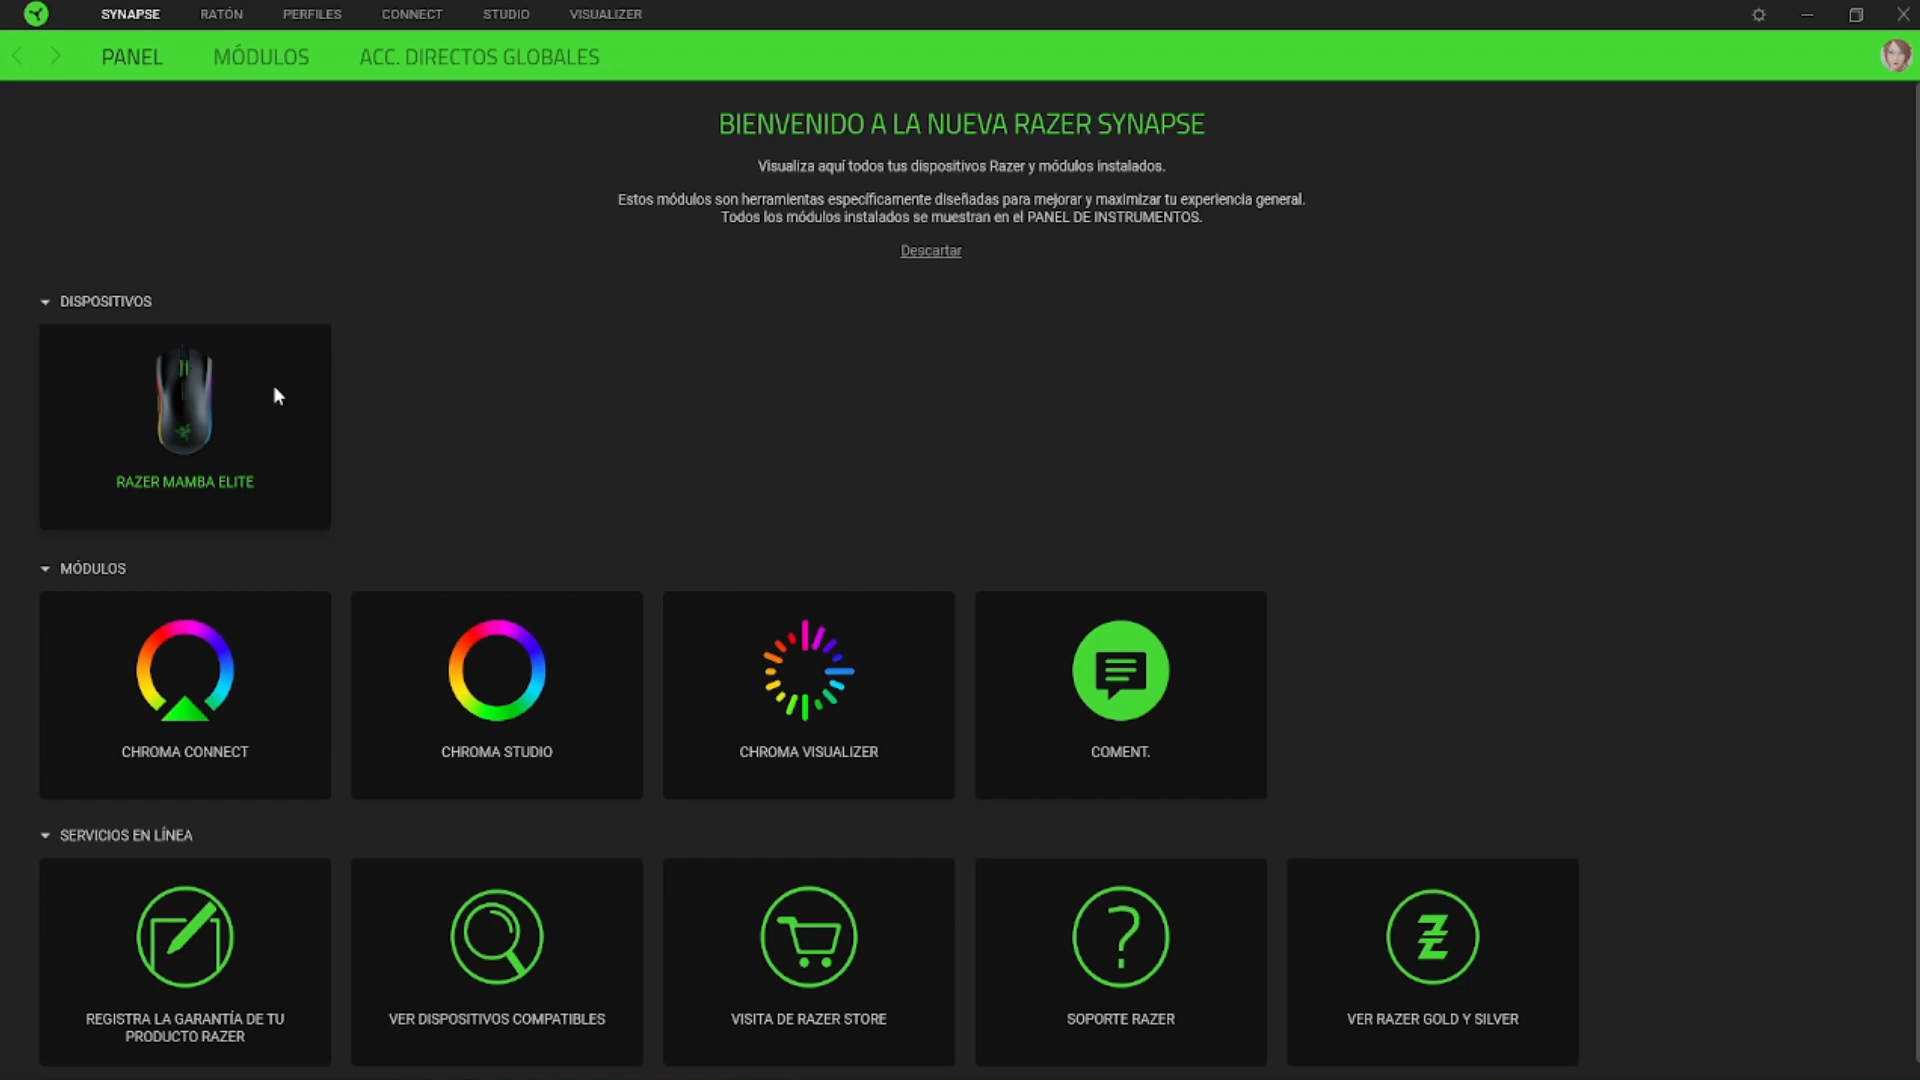 SYNAPSE RATÓN PERFILES CONNECT STUDIO VISUALIZER
PANEL MÓDULOS ACC. DIRECTOS GLOBALES
BIENVENIDO A LA NUEVA RAZER SYNAPSE
Visualiza aquí todos tus dispositivos Razer y módulos instalados.
Estos módulos son herramientas específicamente diseñadas para mejorar y maximizar tu experiencia general.
Todos los módulos instalados se muestran en el PANEL DE INSTRUMENTOS.
Descartar
DISPOSITIVOS
RAZER MAMBA ELITE
MÓDULOS
CHROMA CONNECT
CHROMA STUDIO
CHROMA VISUALIZER
COMENT.
SERVICIOS EN LÍNEA
REGISTRA LA GARANTÍA DE TU
PRODUCTO RAZER
VER DISPOSITIVOS COMPATIBLES
VISITA DE RAZER STORE
SOPORTE RAZER
VER RAZER GOLD Y SILVER